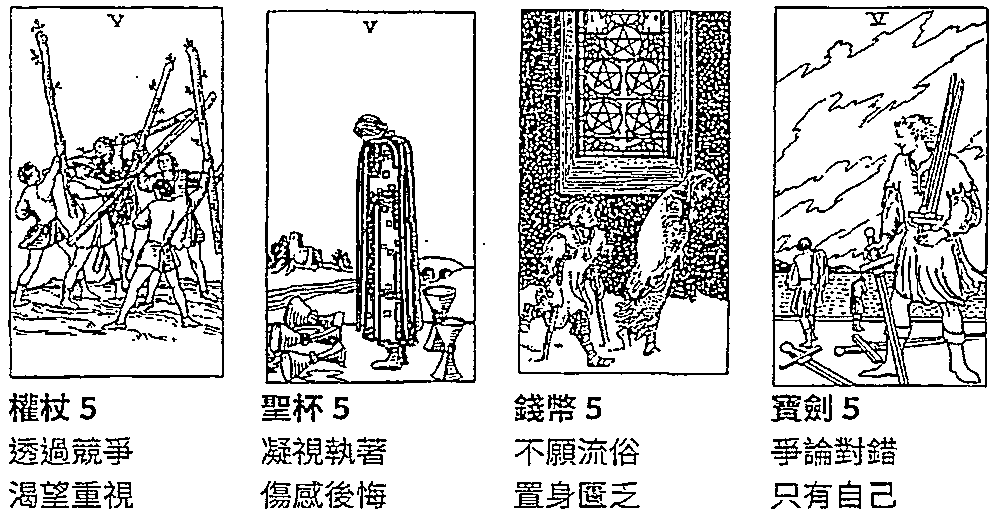 V
V
V
權杖 5
透過競爭
渴望重視
聖杯 5
凝視執著
傷感後悔
錢幣 5
不願流俗
置身匱乏
寶劍 5
爭論對錯
只有自己